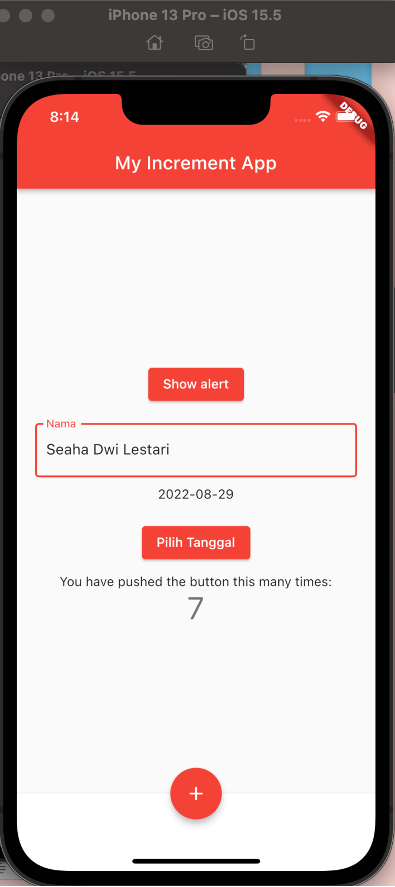 iPhone 13 Pro – iOS 15.5
one 13 Pro – iOS 15.5
8:14
DEBUG
My Increment App
Show alert
Nama
Seaha Dwi Lestari
2022-08-29
Pilih Tanggal
You have pushed the button this many times:
7
+